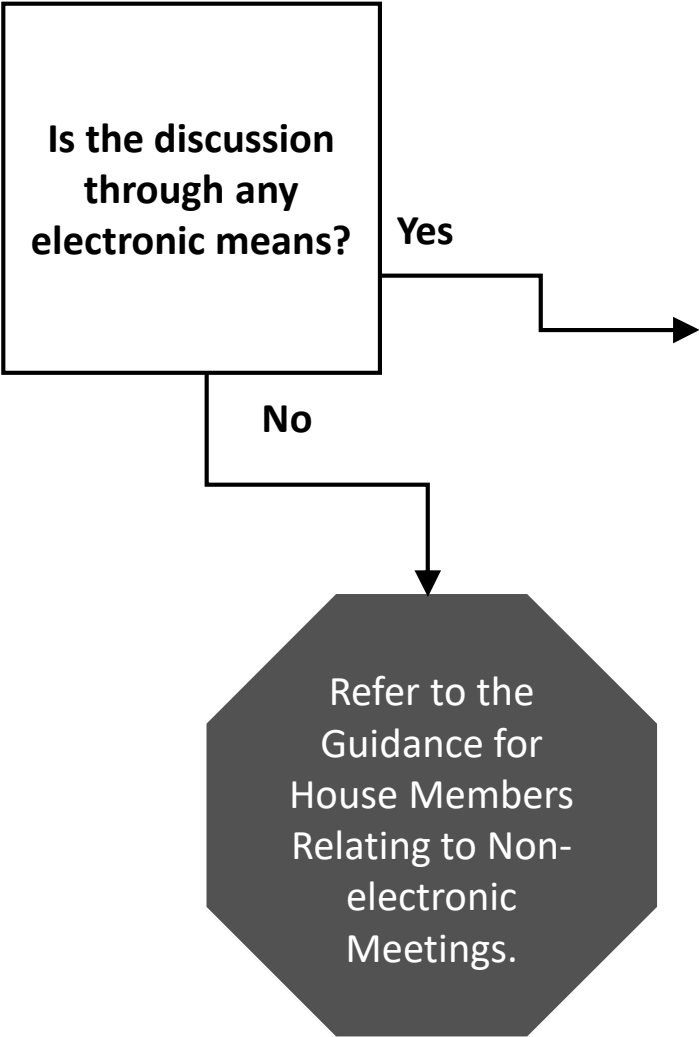 Is the discussion
through any
electronic means?
Yes
No
Refer to the
Guidance for
House Members
Relating to Non-
electronic
Meetings.